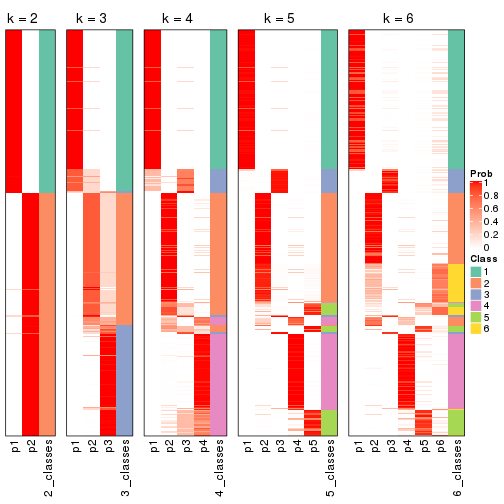 k = 2
k = 3
k = 4
k = 5
k = 6
Prob
1
0.8
0.6
0.4
0.2
0
Class
1
2
3
4
5
6
p1
p2
2_classes
p1
p2
p3
3_classes
p1
p2
p3
p4
4_classes
p1
p2
p3
p4
p5
5_classes
p1
p2
p3
p4
p5
p6
6_classes